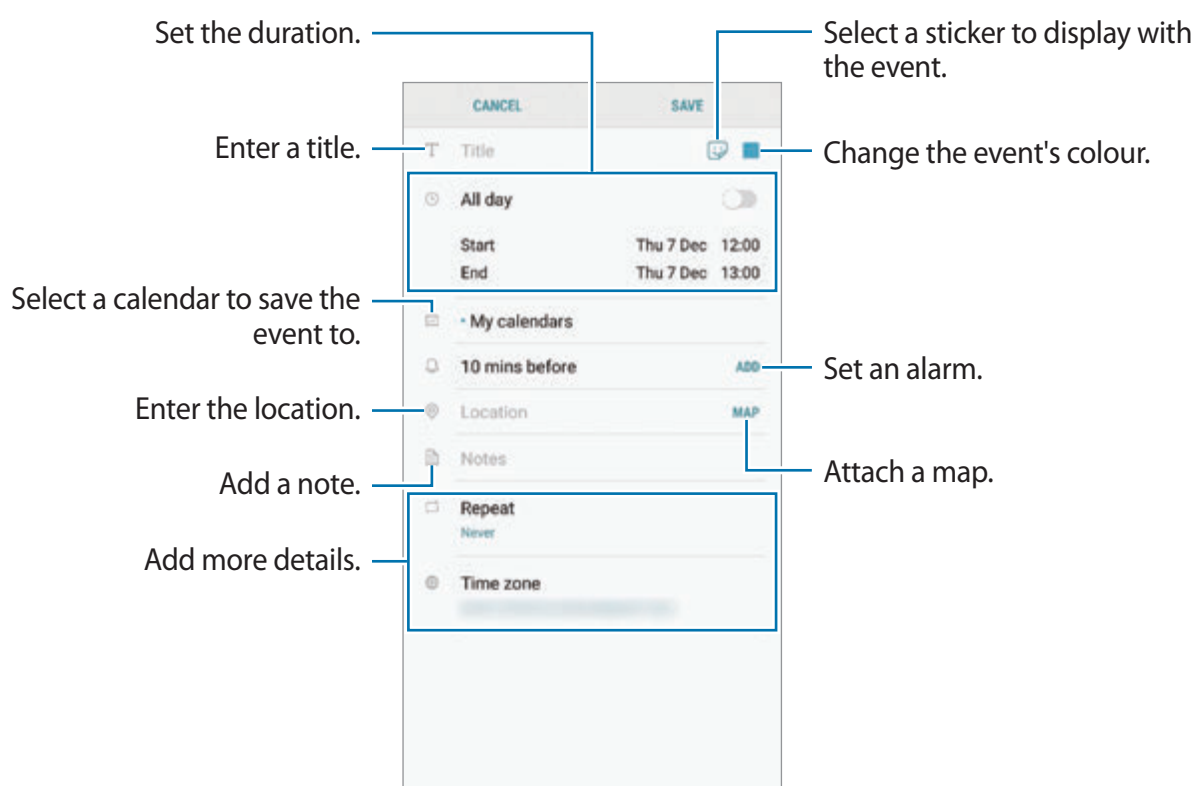 Set the duration.
Select a sticker to display with
the event.
CANCEL SAVE
Enter a title.
Title
Change the event's colour.
All day
Start Thu 7 Dec 12:00
End Thu 7 Dec 13:00
Select a calendar to save the
event to.
My calendars
10 mins before ADD
Set an alarm.
Enter the location.
Location MAP
Add a note.
Notes
Attach a map.
Repeat
Never
Add more details.
Time zone